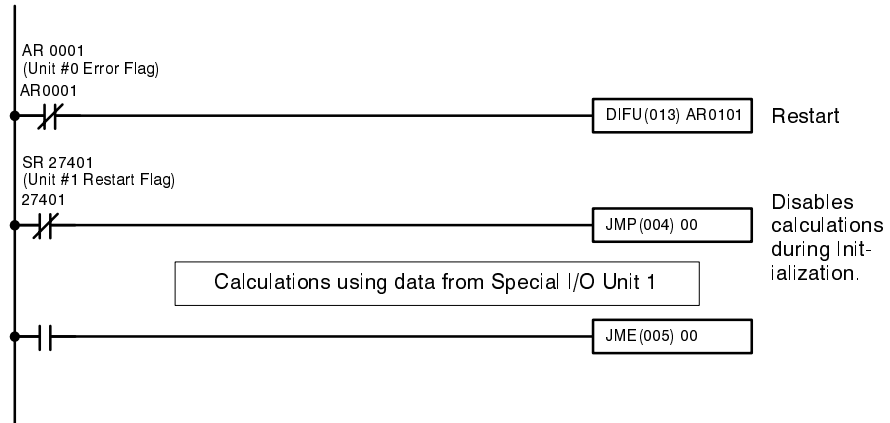 AR 0001
(Unit #0 Error Flag)
AR0001
DIFU(013) AR0101
Restart
SR 27401
(Unit #1 Restart Flag)
27401
JMP(004) 00
Disables
calculations
during Init-
ialization.
Calculations using data from Special I/O Unit 1
JME(005) 00